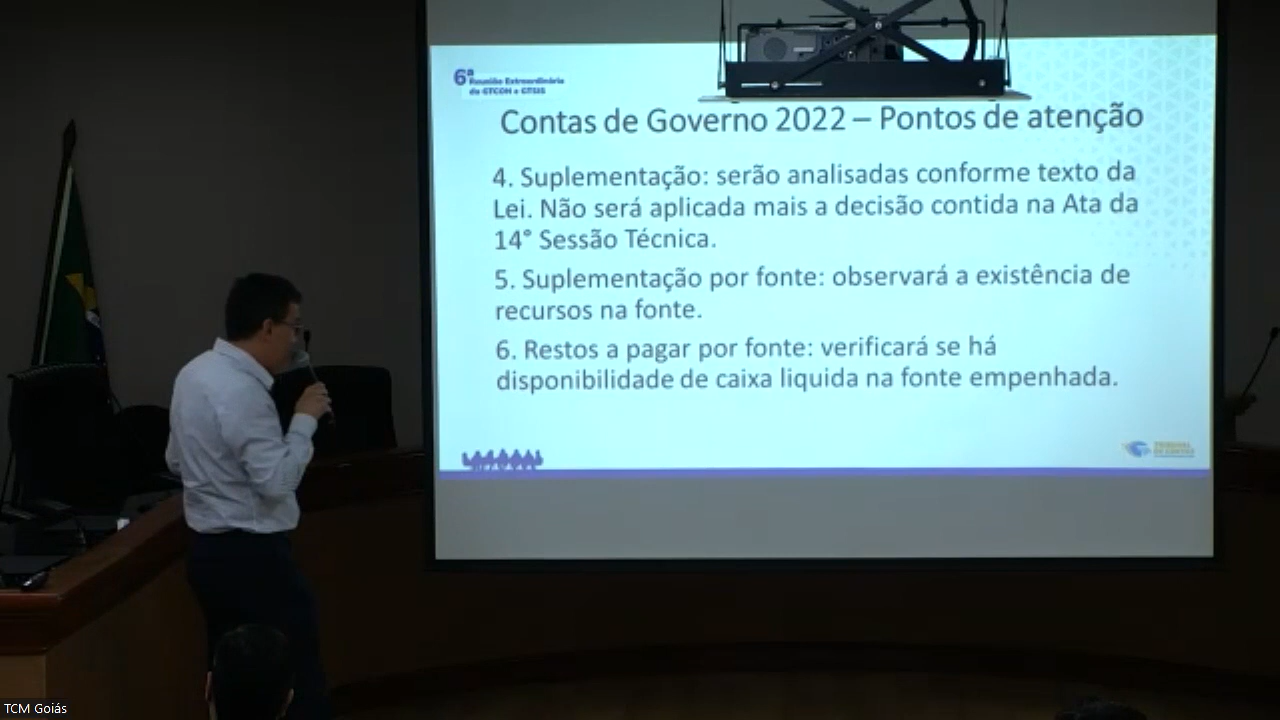 6ª Reunião Extraordinária
do GTCON e GTSIS
Contas de Governo 2022 – Pontos de atenção
4. Suplementação: serão analisadas conforme texto da
Lei. Não será aplicada mais a decisão contida na Ata da
14° Sessão Técnica.
5. Suplementação por fonte: observará a existência de
recursos na fonte.
6. Restos a pagar por fonte: verificará se há
disponibilidade de caixa liquida na fonte empenhada.
TRIBUNAL
DE CONTAS
TCM Goiás